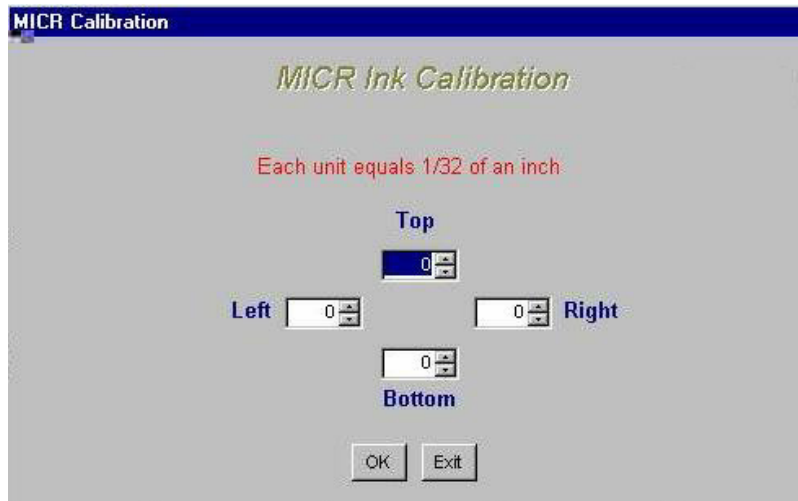 MICR Calibration
MICR Ink Calibration
Each unit equals 1/32 of an inch
Top
0
Left 0 0 Right
0
Bottom
OK Exit